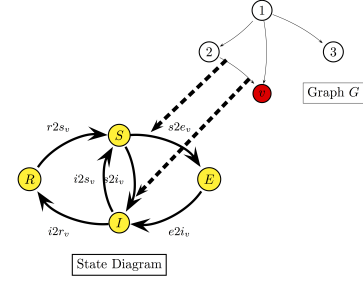 1
2
3
v
Graph G
S
s2e_v
r2s_v
R
i2s_v
s2i_v
E
I
i2r_v
e2i_v
State Diagram